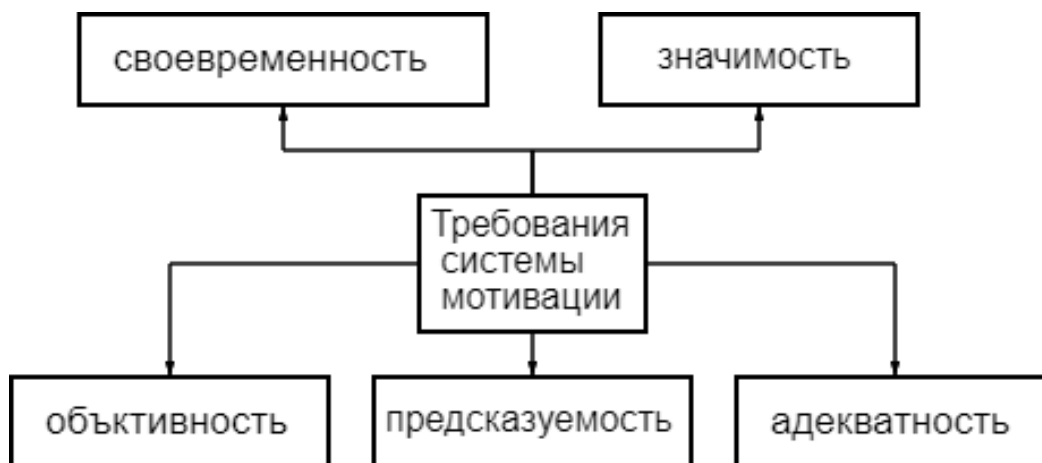 своевременность
значимость
Требования
системы
мотивации
объктивность
предсказуемость
адекватность